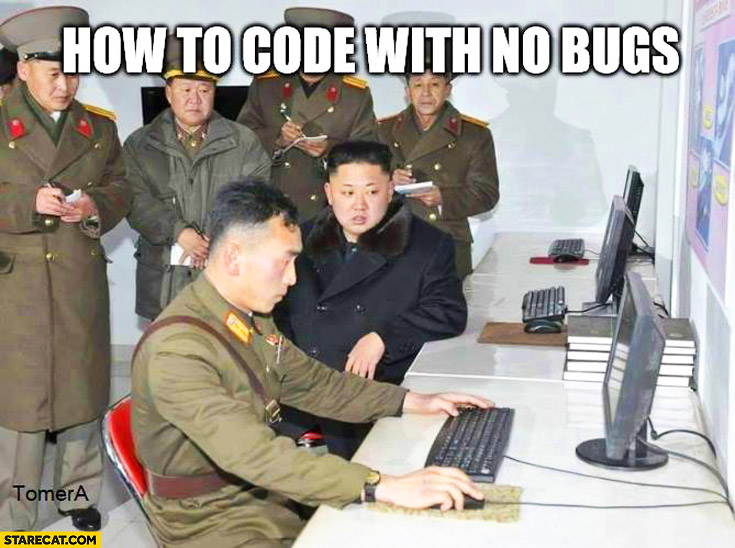 HOW TO CODE WITH NO BUGS
TomerA
STARECAT.COM